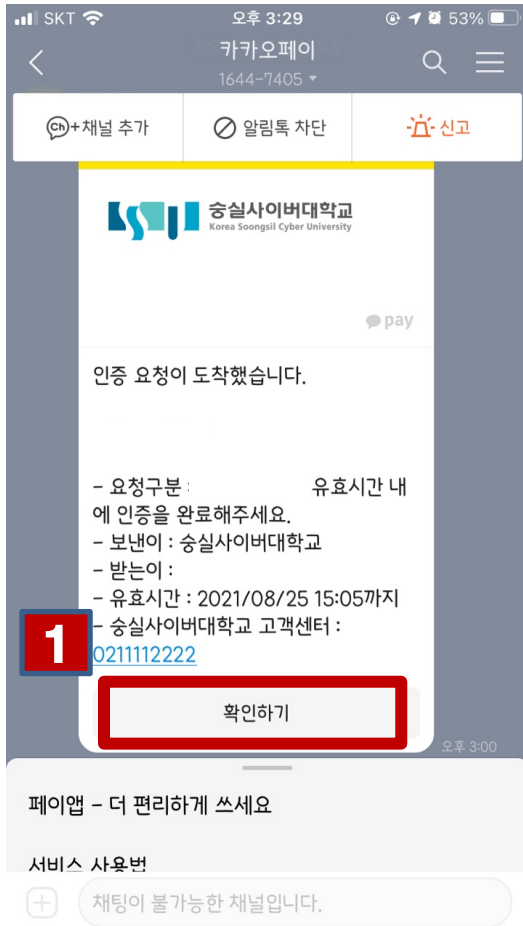 SKT 오후 3:29 53%
카카오페이
1644-7405
Ch+채널 추가 알림톡 차단 신고
숭실사이버대학교
Korea Soongsil Cyber University
pay
인증 요청이 도착했습니다.
- 요청구분 : 유효시간 내
에 인증을 완료해주세요.
- 보낸이 : 숭실사이버대학교
- 받는이 :
- 유효시간 : 2021/08/25 15:05까지
- 숭실사이버대학교 고객센터 :
1
0211112222
확인하기
오후 3:00
페이앱 – 더 편리하게 쓰세요
서비스 사용법
채팅이 불가능한 채널입니다.